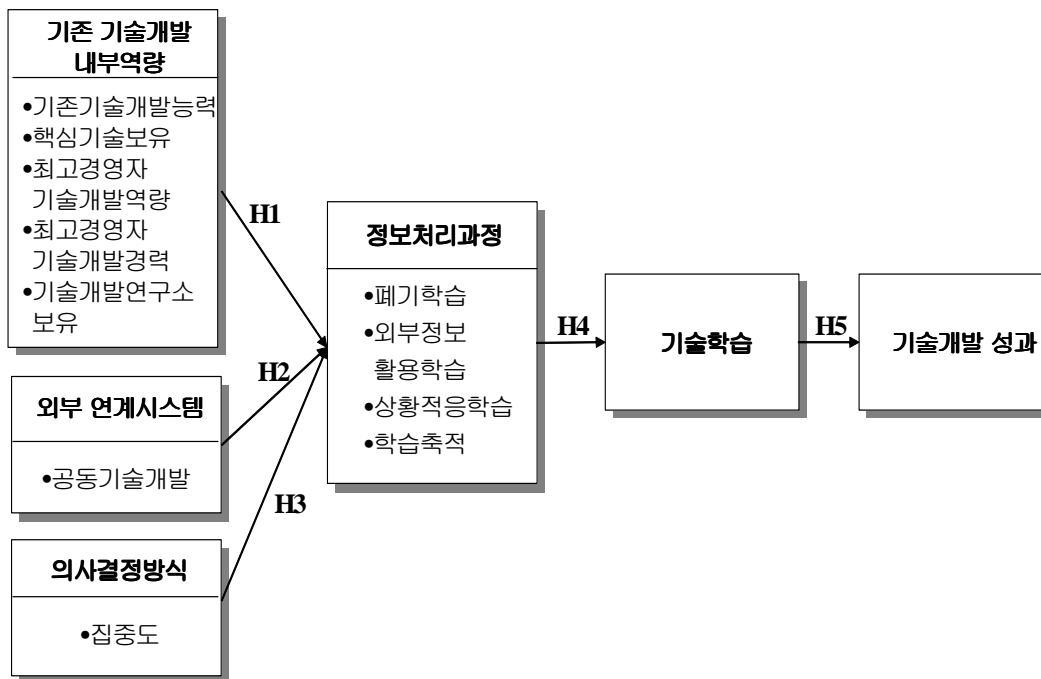 기존 기술개발
내부역량
•기존기술개발능력
•핵심기술보유
•최고경영자
기술개발역량
•최고경영자
기술개발경력
•기술개발연구소
보유
외부 연계시스템
•공동기술개발
의사결정방식
•집중도
H1
H2
H3
정보처리과정
•폐기학습
•외부정보
활용학습
•상황적응학습
•학습축적
H4
기술학습
H5
기술개발 성과